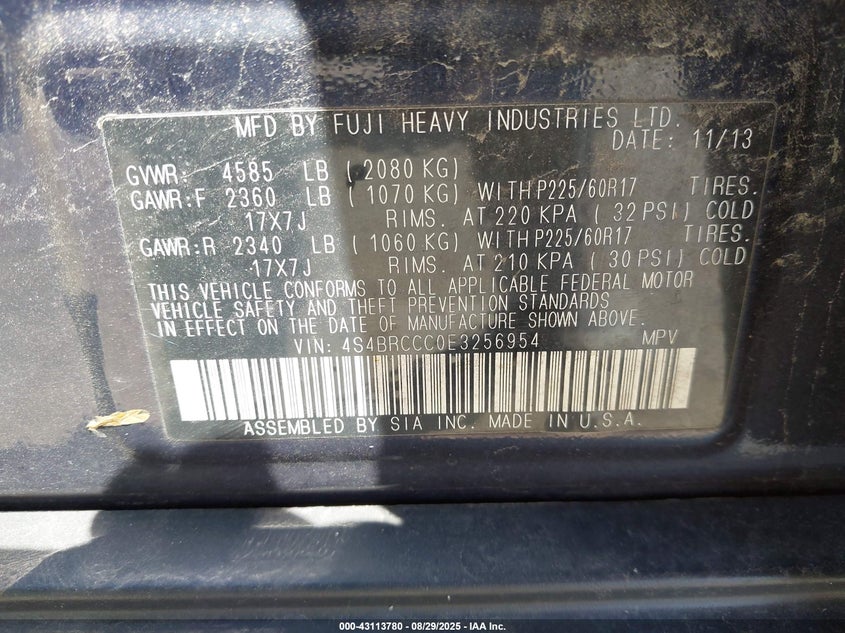 MFD BY FUJI HEAVY INDUSTRIES LTD.
DATE: 11/13
GVWR: 4585 LB ( 2080 KG)
GAWR:F 2360 LB ( 1070 KG) WITH P225/60R17 TIRES.
17X7J RIMS. AT 220 KPA ( 32 PSI) COLD
GAWR:R 2340 LB ( 1060 KG) WITH P225/60R17 TIRES.
17X7J RIMS. AT 210 KPA ( 30 PSI) COLD
THIS VEHICLE CONFORMS TO ALL APPLICABLE FEDERAL MOTOR
VEHICLE SAFETY AND THEFT PREVENTION STANDARDS
IN EFFECT ON THE DATE OF MANUFACTURE SHOWN ABOVE.
VIN: 4S4BRCCC0E3256954 MPV
ASSEMBLED BY SIA INC. MADE IN U.S.A.
000-43113780 - 08/29/2025 - IAA Inc.